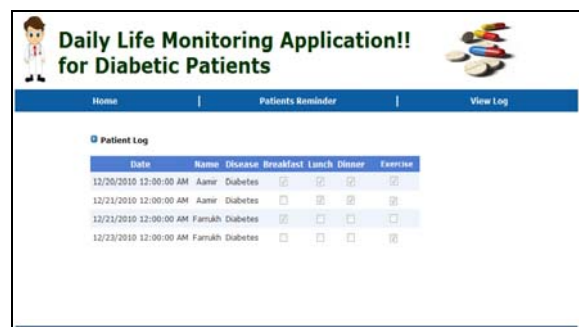 Daily Life Monitoring Application!!
for Diabetic Patients
Home | Patients Reminder | View Log
Patient Log
Date Name Disease Breakfast Lunch Dinner Exercise
12/20/2010 12:00:00 AM Aamir Diabetes
12/21/2010 12:00:00 AM Aamir Diabetes
12/21/2010 12:00:00 AM Farrukh Diabetes
12/23/2010 12:00:00 AM Farrukh Diabetes